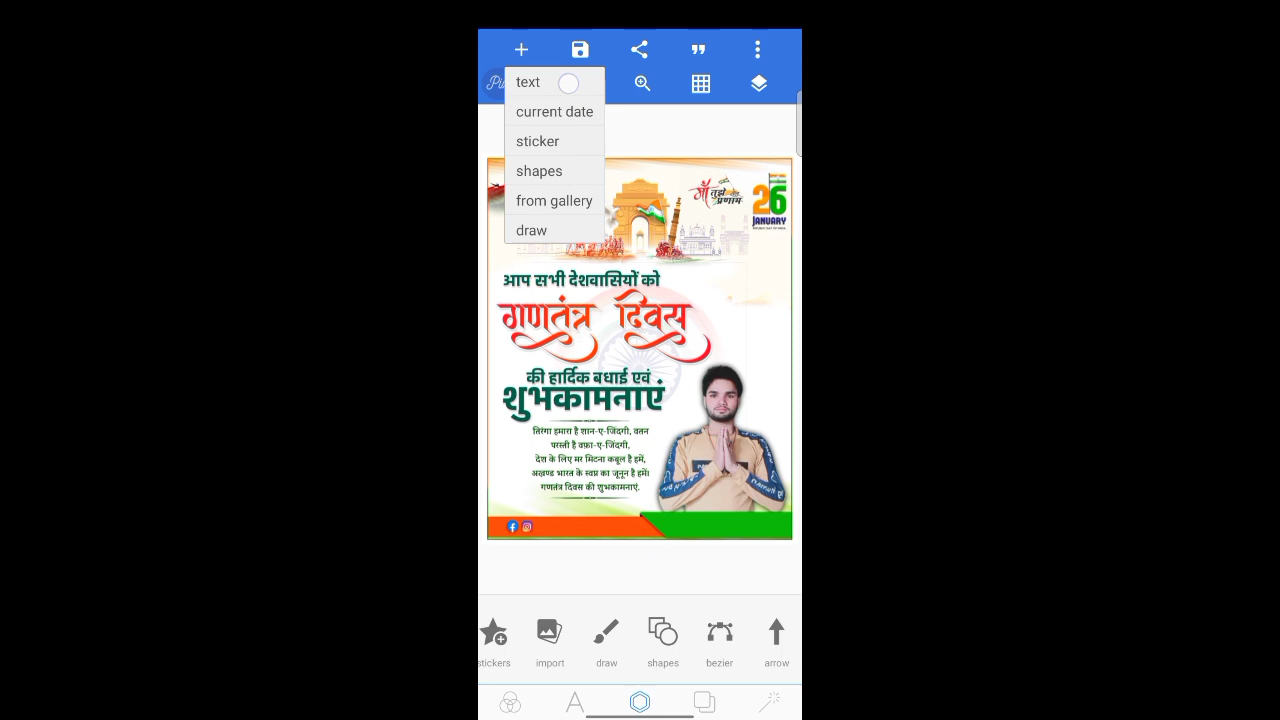 text
current date
sticker
shapes
from gallery
draw
माँ तुझे
प्रणाम
26
JANUARY
आप सभी देशवासियों को
गणतंत्र दिवस
की हार्दिक बधाई एवं
शुभकामनाएं
तिरंगा हमारा है शान-ए-जिंदगी, वतन
परस्ती है वफ़ा-ए-जिंदगी,
देश के लिए मर मिटना कबूल है हमें,
अखण्ड भारत के स्वप्न का जूनून है हमें।
गणतंत्र दिवस की शुभकामनाएं.
stickers
import
draw
shapes
bezier
arrow